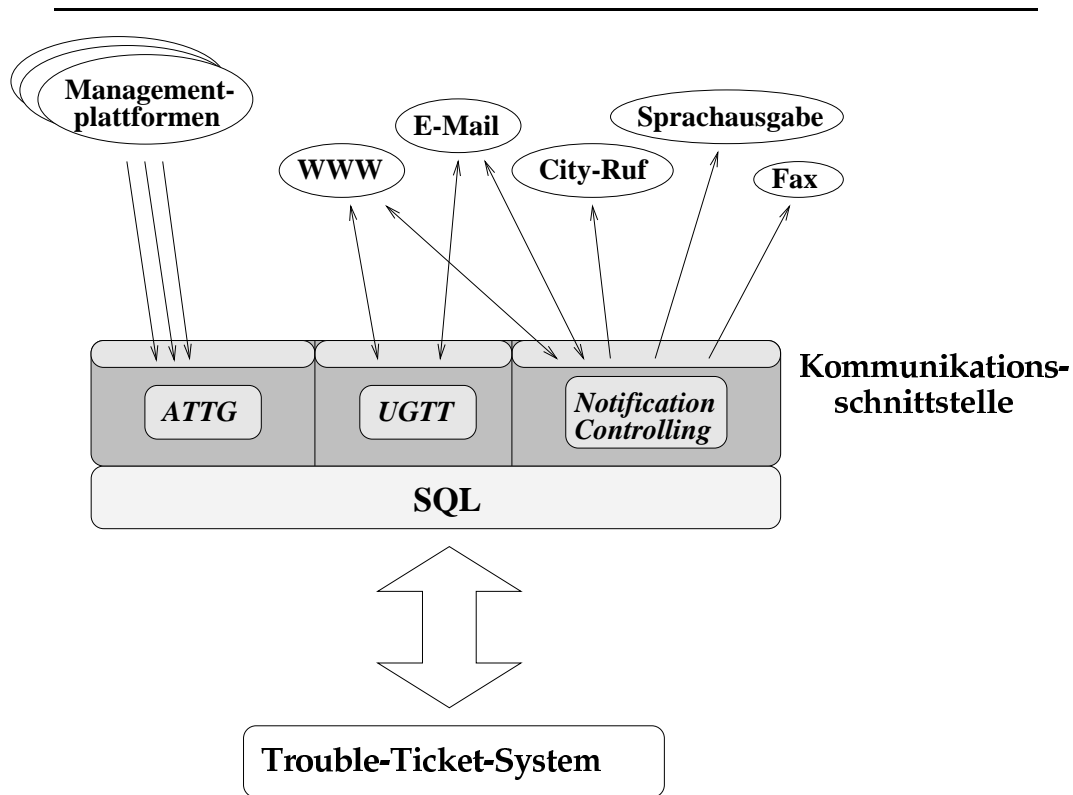 Management-
plattformen
E-Mail
Sprachausgabe
WWW
City-Ruf
Fax
Kommunikations-
schnittstelle
ATTG
UGTT
Notification
Controlling
SQL
Trouble-Ticket-System